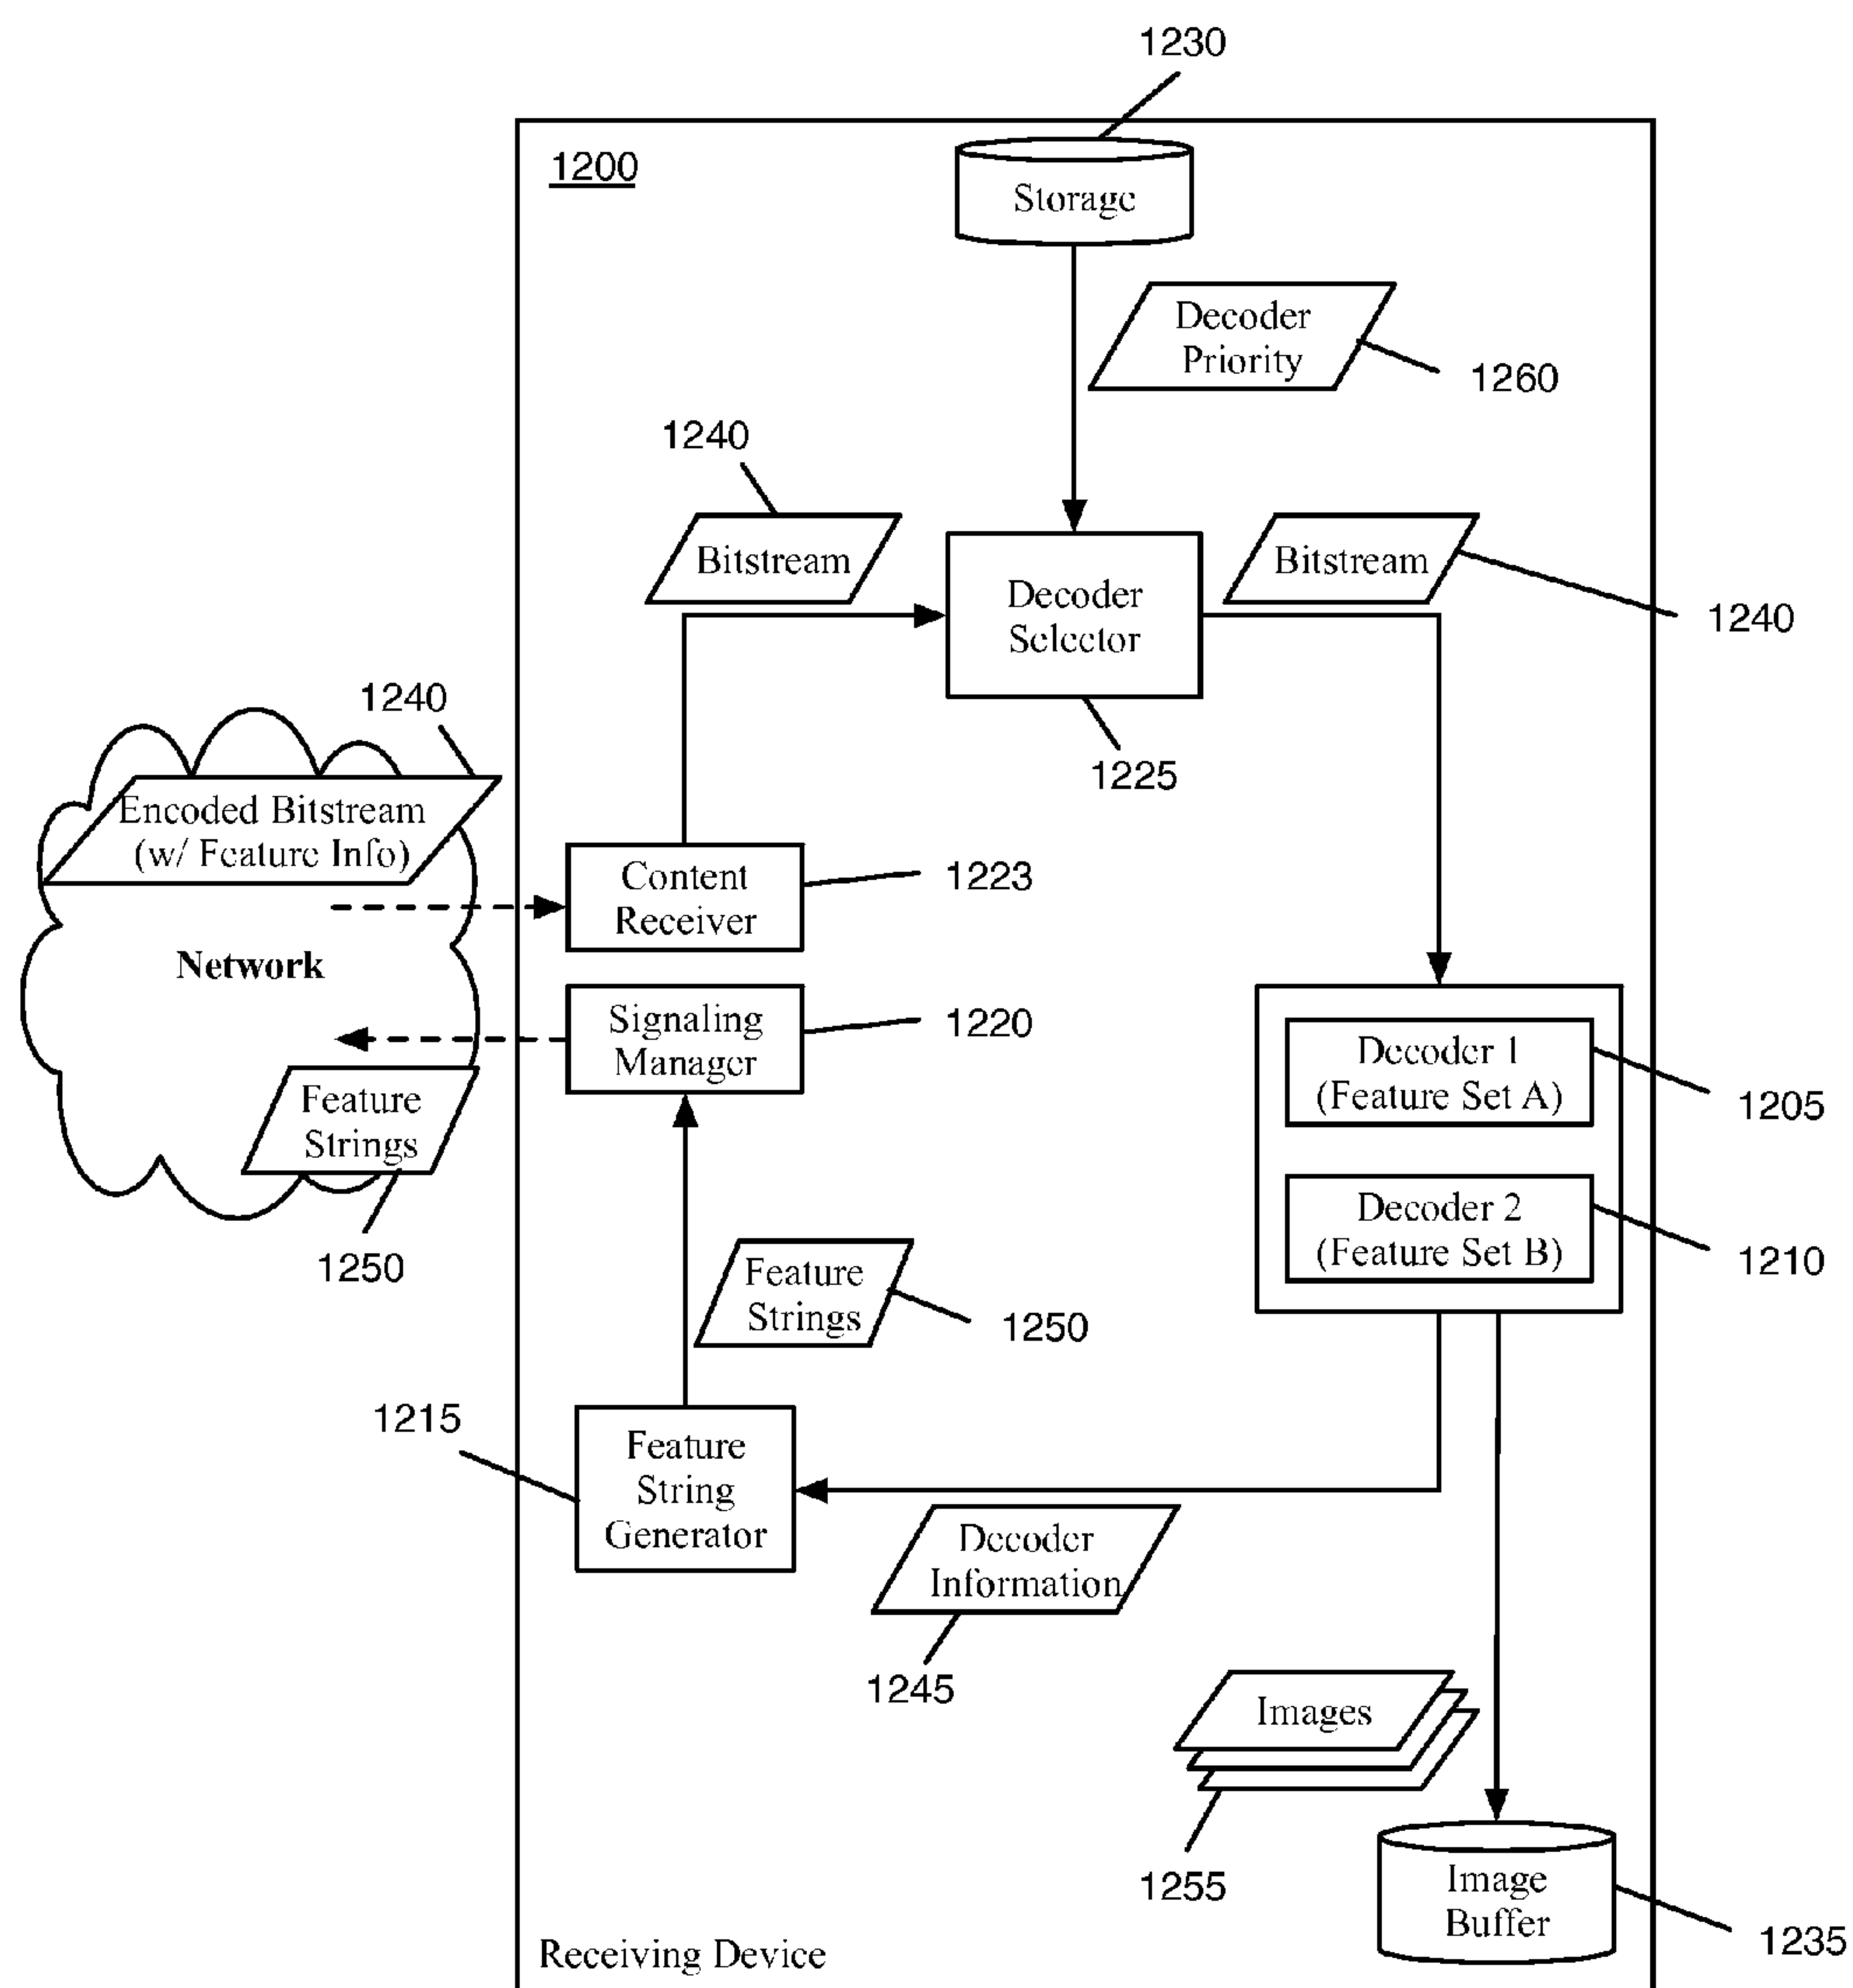 1230
1200
Storage
Decoder
Priority
1260
1240
Bitstream
Decoder
Selector
Bitstream
1240
1225
1240
Encoded Bitstream
(w/ Feature Info)
Content
Receiver
1223
Network
Signaling
Manager
1220
Decoder 1
(Feature Set A)
1205
Feature
Strings
1250
Decoder 2
(Feature Set B)
1210
Feature
Strings
1250
1215
Feature
String
Generator
Decoder
Information
1245
Images
1255
Image
Buffer
1235
Receiving Device